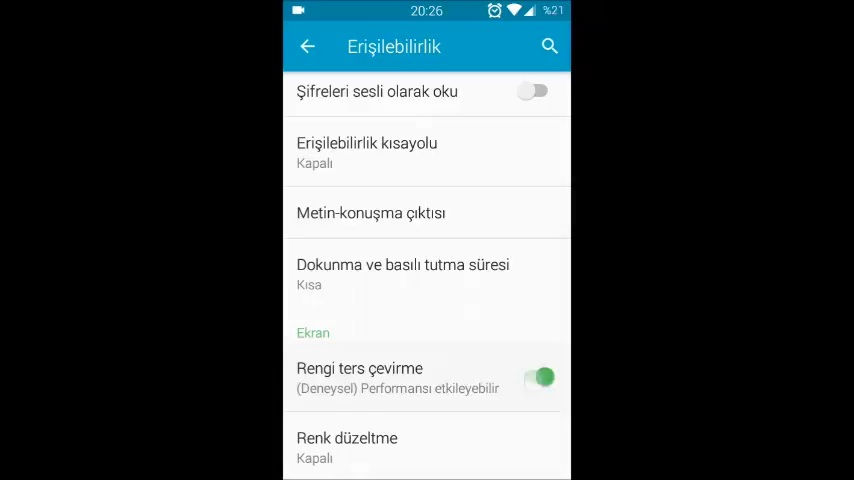 20:26
%21
Erişilebilirlik
Şifreleri sesli olarak oku
Erişilebilirlik kısayolu
Kapalı
Metin-konuşma çıktısı
Dokunma ve basılı tutma süresi
Kısa
Ekran
Rengi ters çevirme
(Deneysel) Performansı etkileyebilir
Renk düzeltme
Kapalı